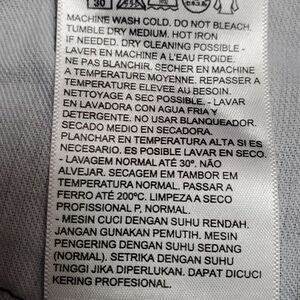 30
MACHINE WASH COLD. DO NOT BLEACH.
TUMBLE DRY MEDIUM. HOT IRON
IF NEEDED. DRY CLEANING POSSIBLE -
LAVER EN MACHINE A L'EAU FROIDE.
NE PAS BLANCHIR. SECHER EN MACHINE
A TEMPERATURE MOYENNE. REPASSER A
TEMPERATURE ELEVEE AU BESOIN.
NETTOYAGE A SEC POSSIBLE. - LAVAR
EN LAVADORA CON AGUA FRIA Y
DETERGENTE. NO USAR BLANQUEADOR.
SECADO MEDIO EN SECADORA.
PLANCHAR EN TEMPERATURA ALTA SI ES
NECESARIO. ES POSIBLE LAVAR EN SECO.
- LAVAGEM NORMAL ATÉ 30º. NÃO
ALVEJAR. SECAGEM EM TAMBOR EM
TEMPERATURA NORMAL. PASSAR A
FERRO ATÉ 200ºC. LIMPEZA A SECO
PROFISSIONAL P, NORMAL.
- MESIN CUCI DENGAN SUHU RENDAH.
JANGAN GUNAKAN PEMUTIH. MESIN
PENGERING DENGAN SUHU SEDANG
(NORMAL). SETRIKA DENGAN SUHU
TINGGI JIKA DIPERLUKAN. DAPAT DICUCI
KERING PROFESIONAL.